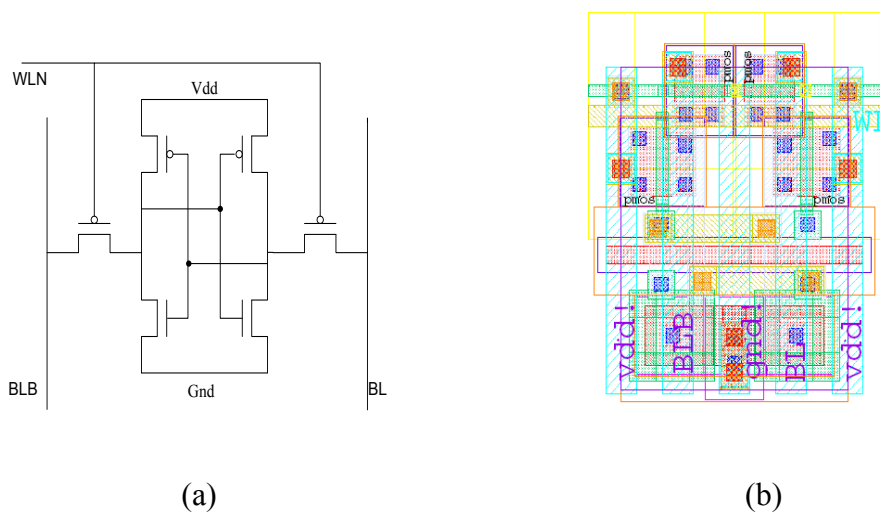 WLN
Vdd
BLB
Gnd
BL
(a)
pmos
pmos
pmos
pmos
vdd!
BLB
gnd!
BL
vdd!
(b)